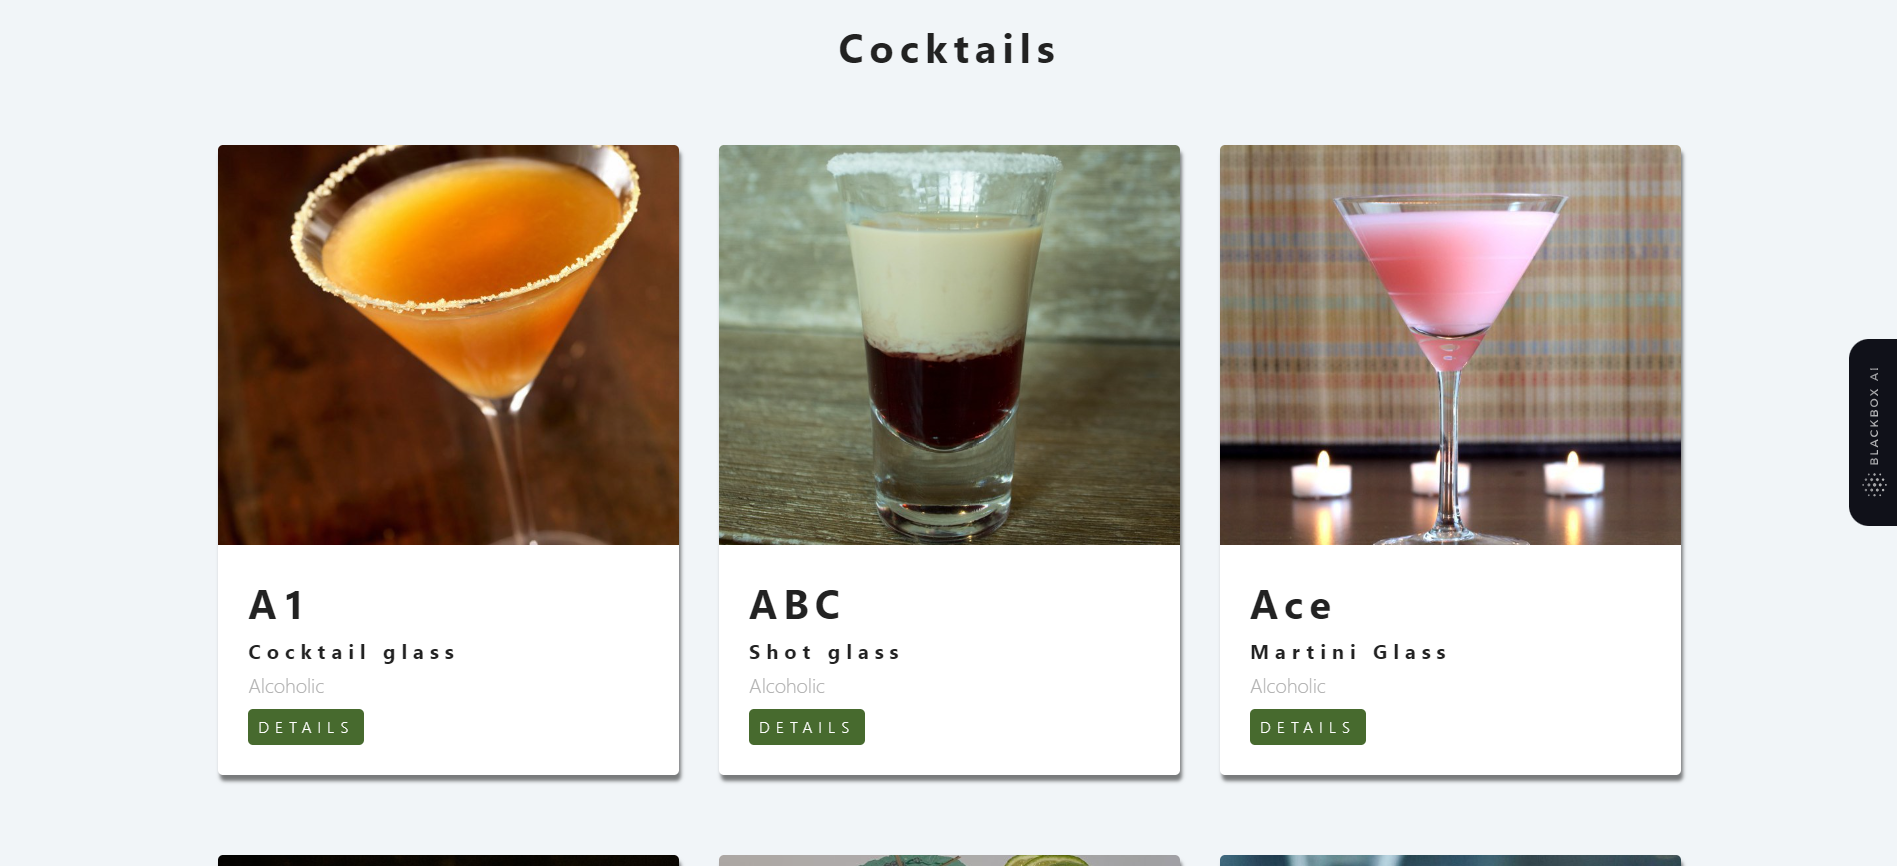 Cocktails
A1
Cocktail glass
Alcoholic
DETAILS
ABC
Shot glass
Alcoholic
DETAILS
Ace
Martini Glass
Alcoholic
DETAILS
BLACKBOX AI